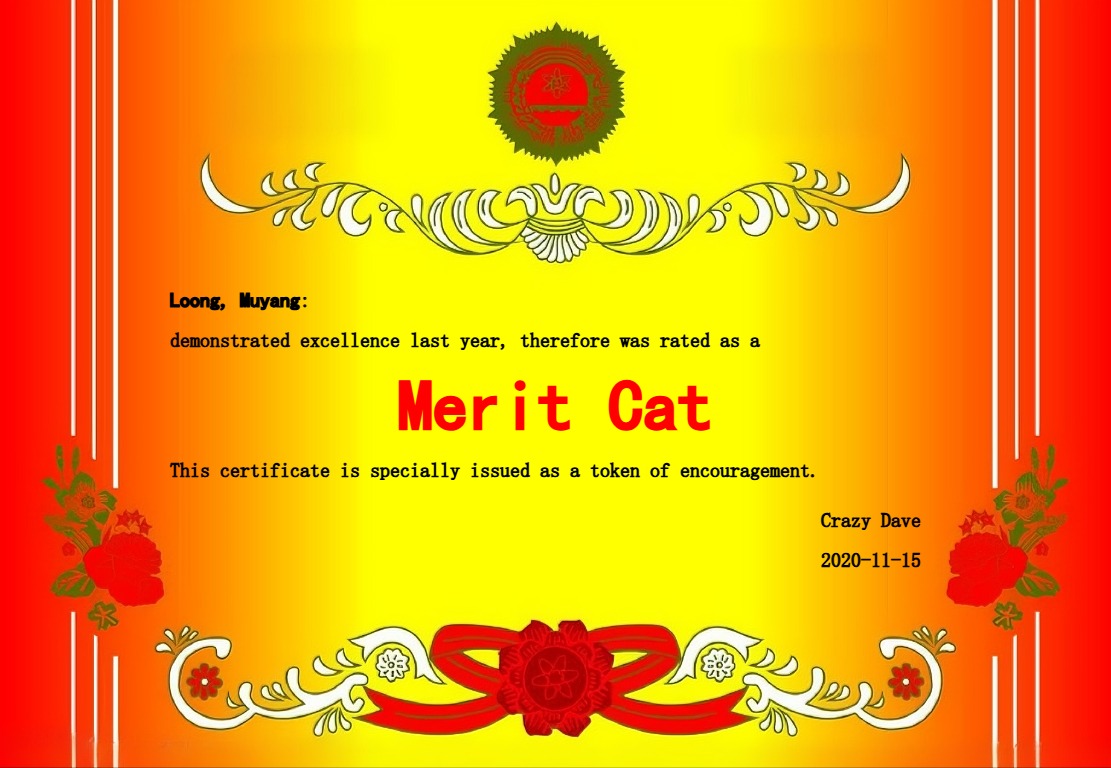 Loong, Muyang:
demonstrated excellence last year, therefore was rated as a
Merit Cat
This certificate is specially issued as a token of encouragement.
Crazy Dave
2020-11-15